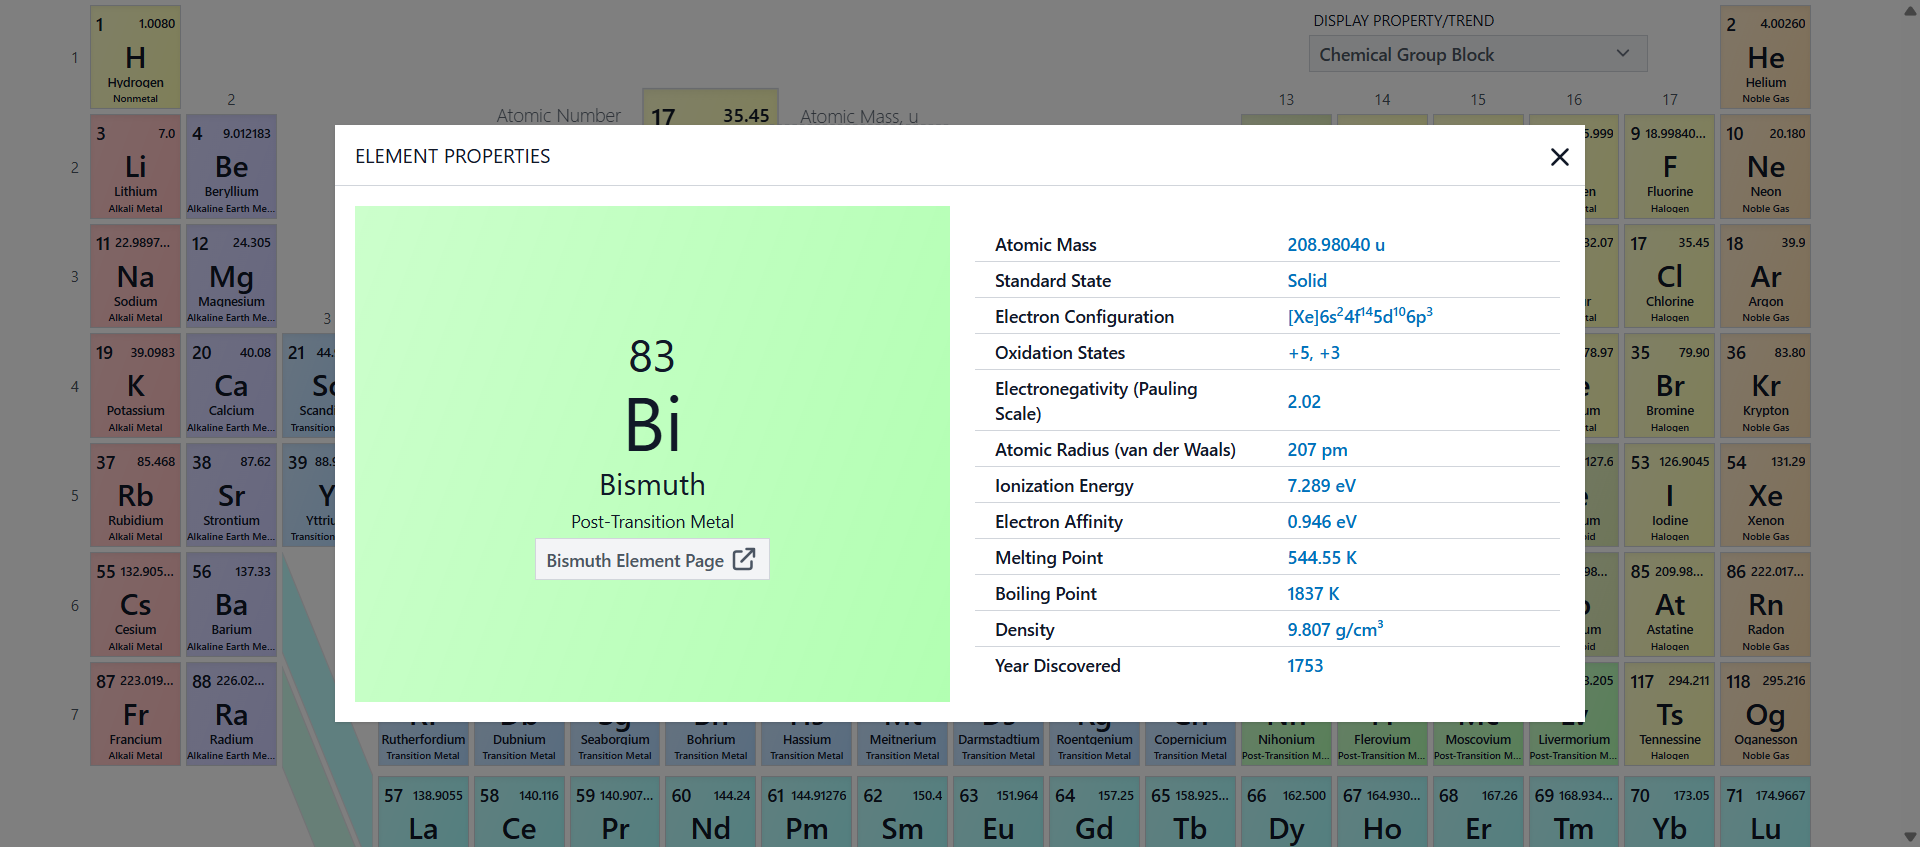 1 1.0080
H
Hydrogen
Nonmetal
DISPLAY PROPERTY/TREND
Chemical Group Block
2 4.00260
He
Helium
Noble Gas
1
2
13 14 15 16 17
Atomic Number 17 35.45 Atomic Mass, u
ELEMENT PROPERTIES
83
Bi
Bismuth
Post-Transition Metal
Bismuth Element Page
Atomic Mass 208.98040 u
Standard State Solid
Electron Configuration [Xe]6s²4f¹⁴5d¹⁰6p³
Oxidation States +5, +3
Electronegativity (Pauling
Scale) 2.02
Atomic Radius (van der Waals) 207 pm
Ionization Energy 7.289 eV
Electron Affinity 0.946 eV
Melting Point 544.55 K
Boiling Point 1837 K
Density 9.807 g/cm³
Year Discovered 1753
2
3 7.0
Li
Lithium
Alkali Metal
4 9.012183
Be
Beryllium
Alkaline Earth Me...
9 18.99840...
F
Fluorine
Halogen
10 20.180
Ne
Neon
Noble Gas
3
11 22.9897...
Na
Sodium
Alkali Metal
12 24.305
Mg
Magnesium
Alkaline Earth Me...
17 35.45
Cl
Chlorine
Halogen
18 39.9
Ar
Argon
Noble Gas
3
4
19 39.0983
K
Potassium
Alkali Metal
20 40.08
Ca
Calcium
Alkaline Earth Me...
21 44.
Sc
Scandi
Transition
35 79.90
Br
Bromine
Halogen
36 83.80
Kr
Krypton
Noble Gas
5
37 85.468
Rb
Rubidium
Alkali Metal
38 87.62
Sr
Strontium
Alkaline Earth Me...
39 88.9
Y
Yttriu
Transition
53 126.9045
I
Iodine
Halogen
54 131.29
Xe
Xenon
Noble Gas
6
55 132.905...
Cs
Cesium
Alkali Metal
56 137.33
Ba
Barium
Alkaline Earth Me...
85 209.98...
At
Astatine
Halogen
86 222.017...
Rn
Radon
Noble Gas
7
87 223.019...
Fr
Francium
Alkali Metal
88 226.02...
Ra
Radium
Alkaline Earth Me...
Rutherfordium
Transition Metal
Dubnium
Transition Metal
Seaborgium
Transition Metal
Bohrium
Transition Metal
Hassium
Transition Metal
Meitnerium
Transition Metal
Darmstadtium
Transition Metal
Roentgenium
Transition Metal
Copernicium
Transition Metal
Nihonium
Post-Transition M...
Flerovium
Post-Transition M...
Moscovium
Post-Transition M...
Livermorium
Post-Transition M...
117 294.211
Ts
Tennessine
Halogen
118 295.216
Og
Oganesson
Noble Gas
57 138.9055
La
58 140.116
Ce
59 140.907...
Pr
60 144.24
Nd
61 144.91276
Pm
62 150.4
Sm
63 151.964
Eu
64 157.25
Gd
65 158.925...
Tb
66 162.500
Dy
67 164.930...
Ho
68 167.26
Er
69 168.934...
Tm
70 173.05
Yb
71 174.9667
Lu